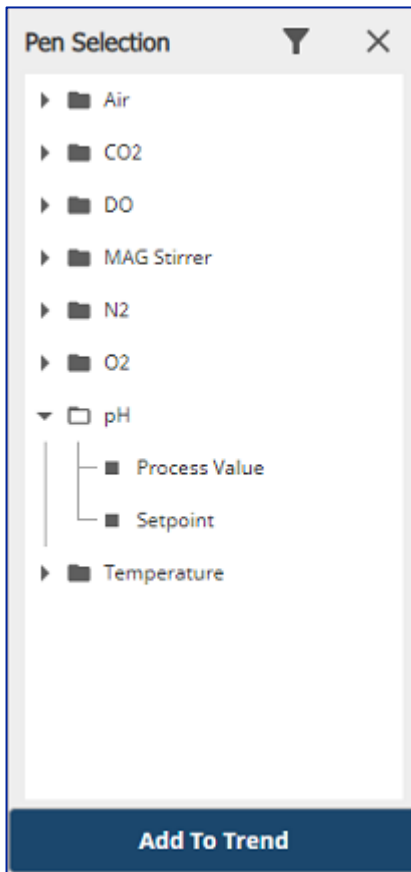 Pen Selection
Air
CO2
DO
MAG Stirrer
N2
O2
pH
Process Value
Setpoint
Temperature
Add To Trend